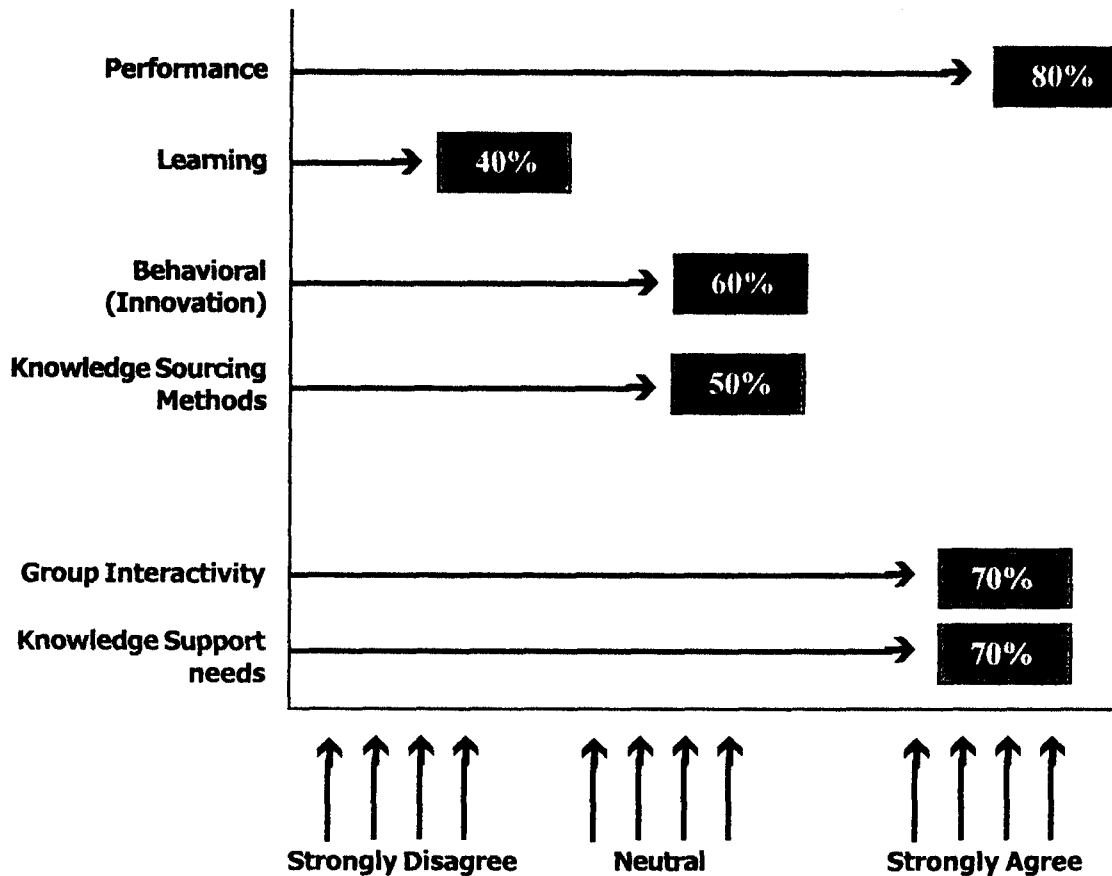 Performance
80%
Learning
40%
Behavioral
(Innovation)
60%
Knowledge Sourcing
Methods
50%
Group Interactivity
70%
Knowledge Support
needs
70%
Strongly Disagree
Neutral
Strongly Agree